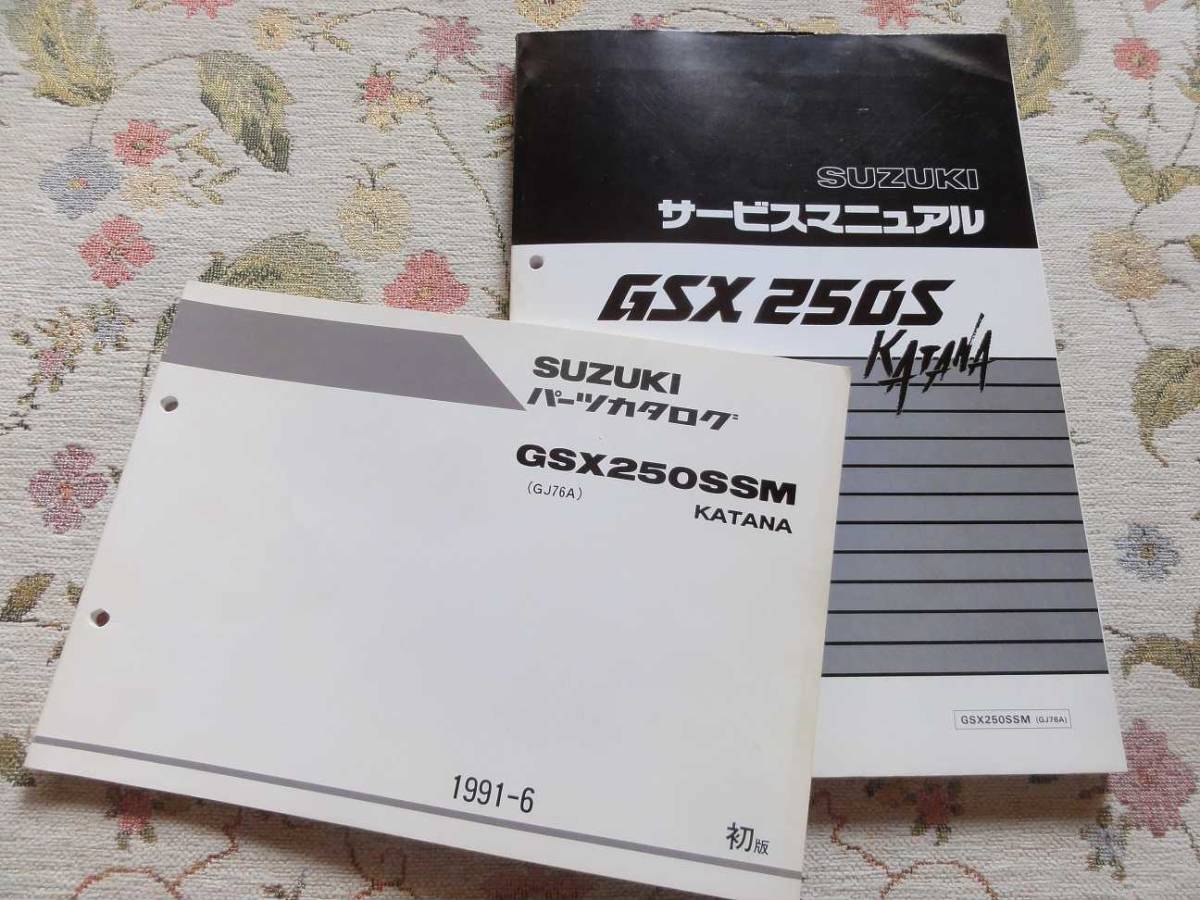 SUZUKI
サービスマニュアル
GSX 250S
KATANA
GSX250SSM (GJ76A)
SUZUKI
パーツカタログ
GSX250SSM
(GJ76A)
KATANA
1991-6
初版